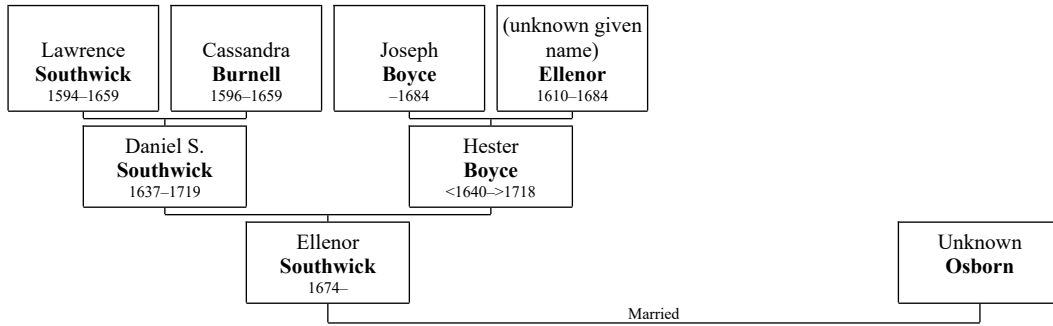 Lawrence
Southwick
1594–1659
Cassandra
Burnell
1596–1659
Joseph
Boyce
–1684
(unknown given
name)
Ellenor
1610–1684
Daniel S.
Southwick
1637–1719
Hester
Boyce
<1640–>1718
Ellenor
Southwick
1674–
Unknown
Osborn
Married